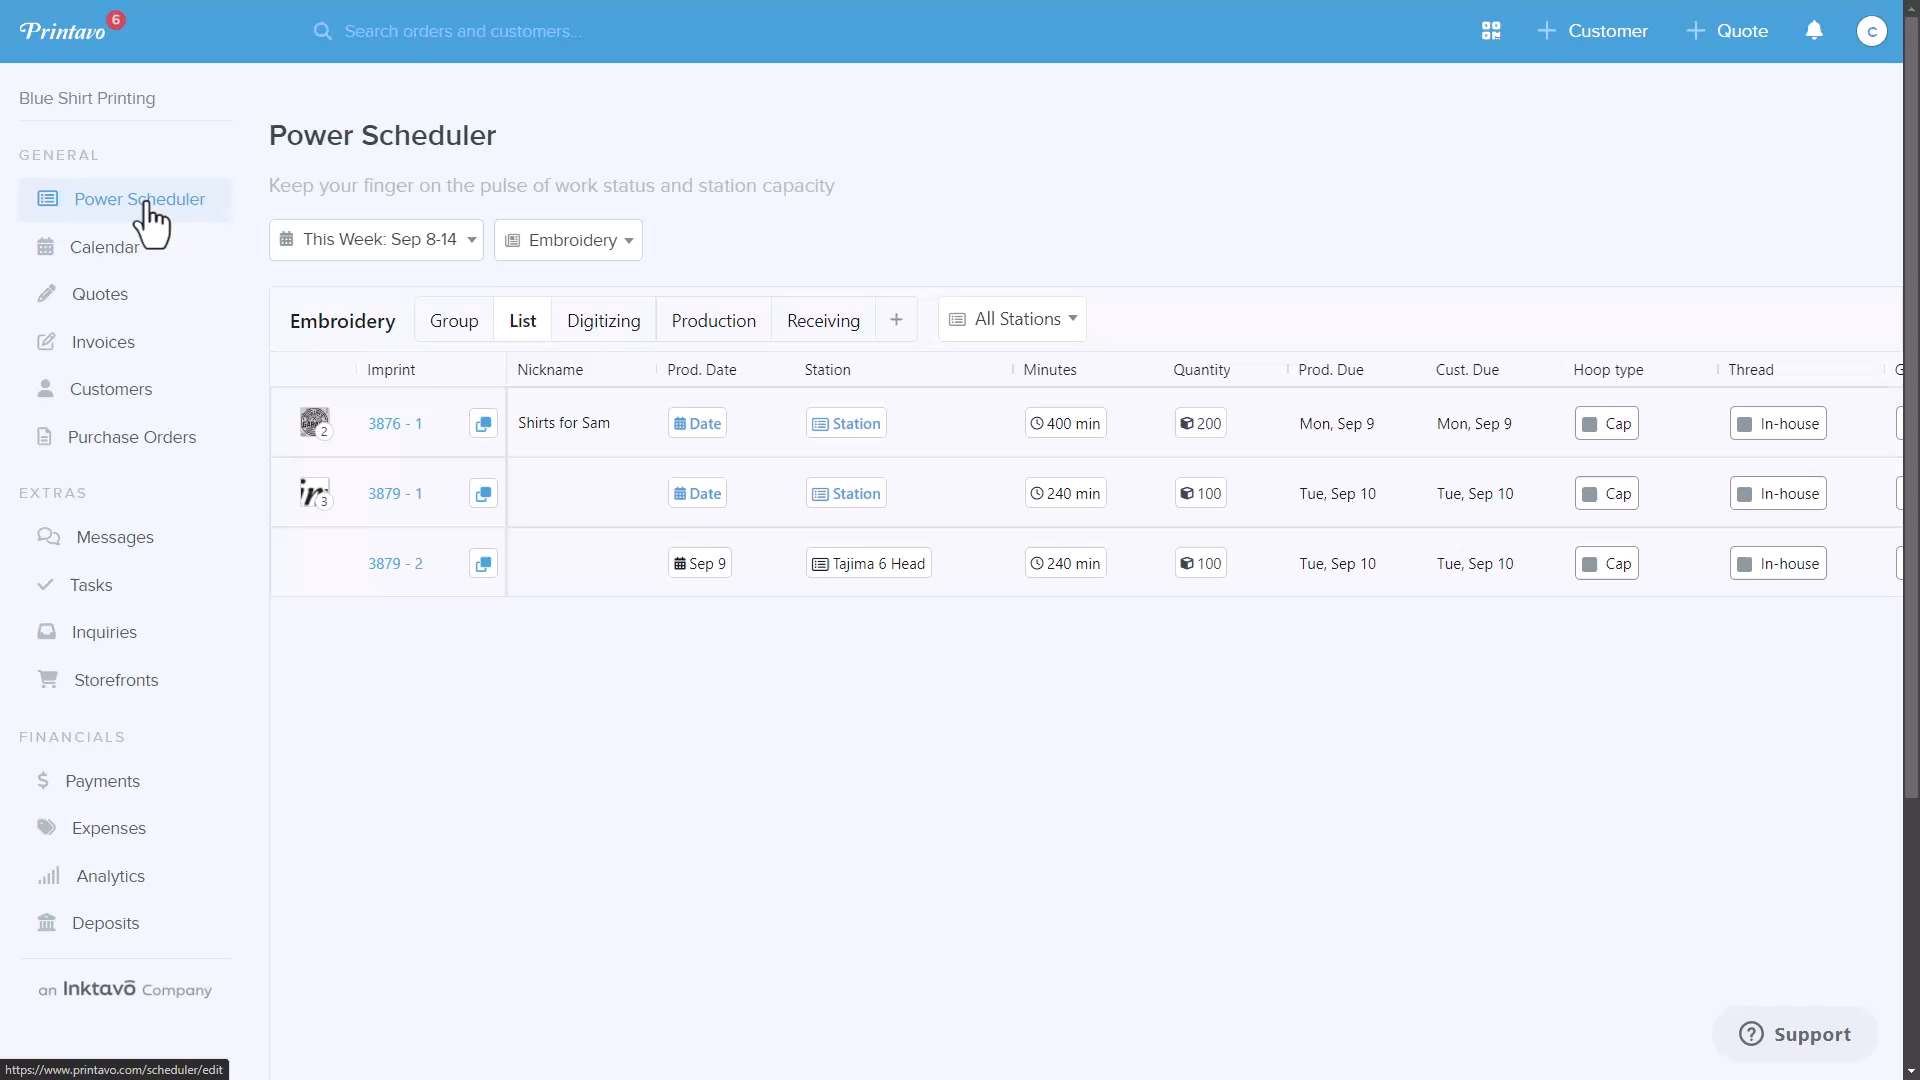 Printavo 6
Search orders and customers...
Customer
Quote
C
Blue Shirt Printing
GENERAL
Power Scheduler
Calendar
Quotes
Invoices
Customers
Purchase Orders
EXTRAS
Messages
Tasks
Inquiries
Storefronts
FINANCIALS
Payments
Expenses
Analytics
Deposits
an Inktavo Company
https://www.printavo.com/scheduler/edit
Power Scheduler
Keep your finger on the pulse of work status and station capacity
This Week: Sep 8-14 Embroidery
Embroidery Group List Digitizing Production Receiving + All Stations
Imprint Nickname Prod. Date Station Minutes Quantity Prod. Due Cust. Due Hoop type Thread
2 3876 - 1 Shirts for Sam Date Station 400 min 200 Mon, Sep 9 Mon, Sep 9 Cap In-house
3 3879 - 1 Date Station 240 min 100 Tue, Sep 10 Tue, Sep 10 Cap In-house
3879 - 2 Sep 9 Tajima 6 Head 240 min 100 Tue, Sep 10 Tue, Sep 10 Cap In-house
Support